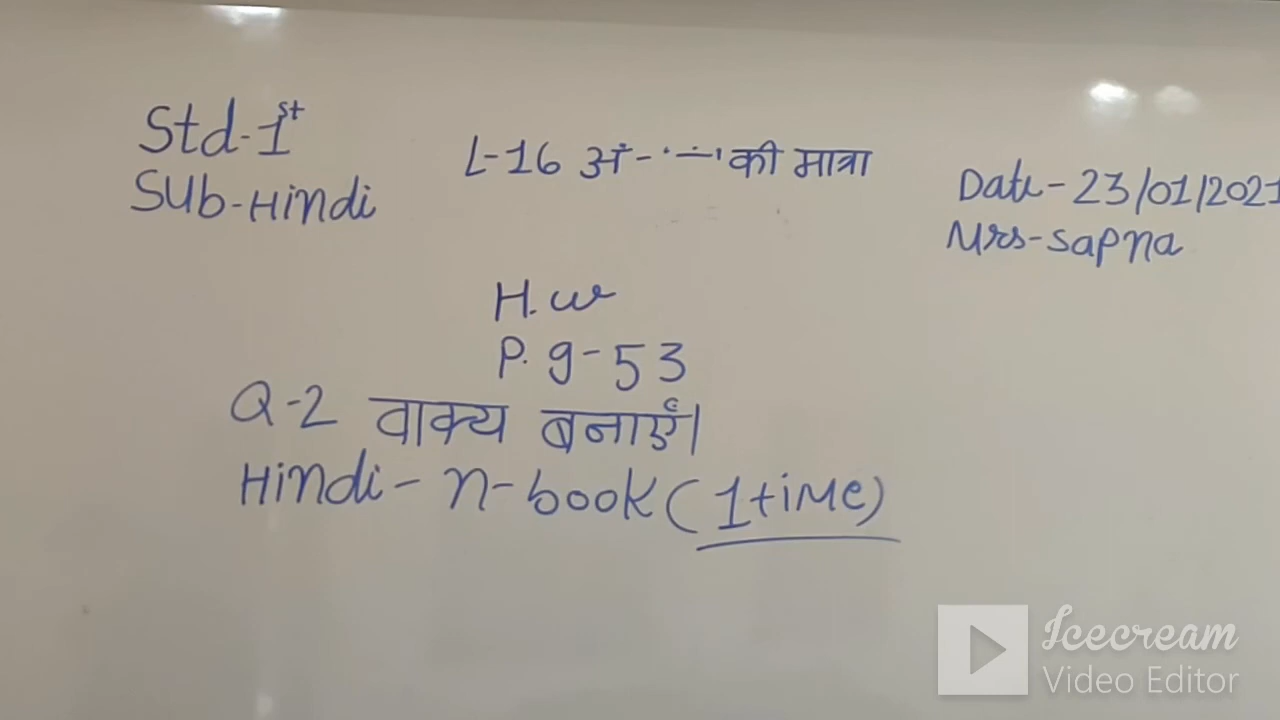 Std-1st
Sub-Hindi
L-16 अं - ं की मात्रा
Date - 23/01/2021
Mrs-Sapna
H.w
P.g-53
Q-2 वाक्य बनाएँ।
Hindi - n-book (1time)
Icecream
Video Editor